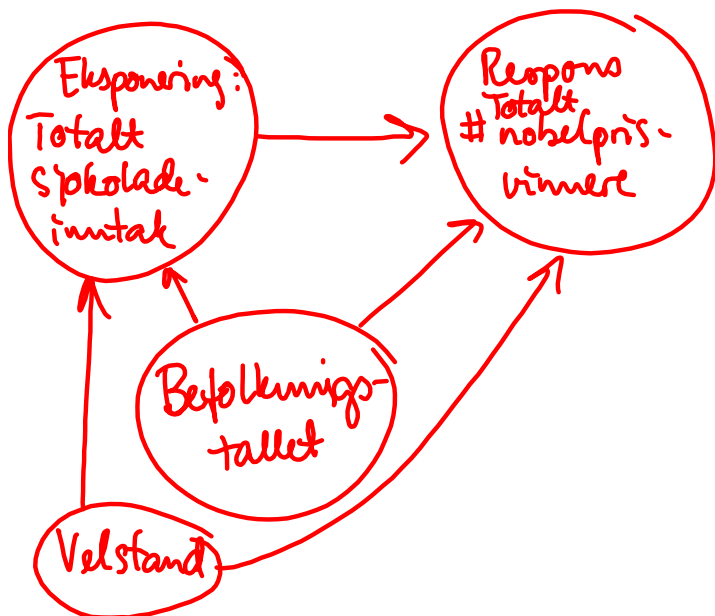 Eksponering:
Totalt
sjokolade-
inntak
Respons
Totalt
# nobelpris-
vinnere
Befolknings-
tallet
Velstand